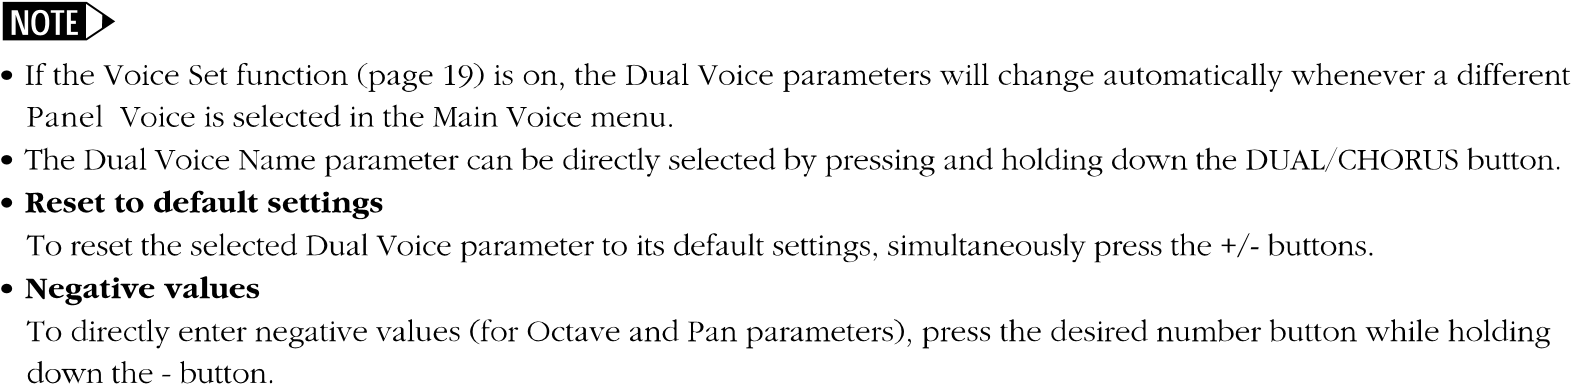 NOTE
• If the Voice Set function (page 19) is on, the Dual Voice parameters will change automatically whenever a different
Panel Voice is selected in the Main Voice menu.
• The Dual Voice Name parameter can be directly selected by pressing and holding down the DUAL/CHORUS button.
• Reset to default settings
To reset the selected Dual Voice parameter to its default settings, simultaneously press the +/- buttons.
• Negative values
To directly enter negative values (for Octave and Pan parameters), press the desired number button while holding
down the - button.